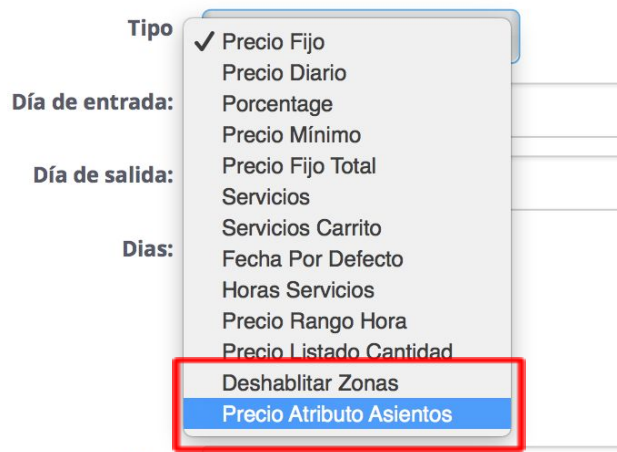 Tipo
✓ Precio Fijo
Precio Diario
Día de entrada:
Porcentage
Precio Mínimo
Día de salida:
Precio Fijo Total
Servicios
Servicios Carrito
Dias:
Fecha Por Defecto
Horas Servicios
Precio Rango Hora
Precio Listado Cantidad
Deshablitar Zonas
Precio Atributo Asientos